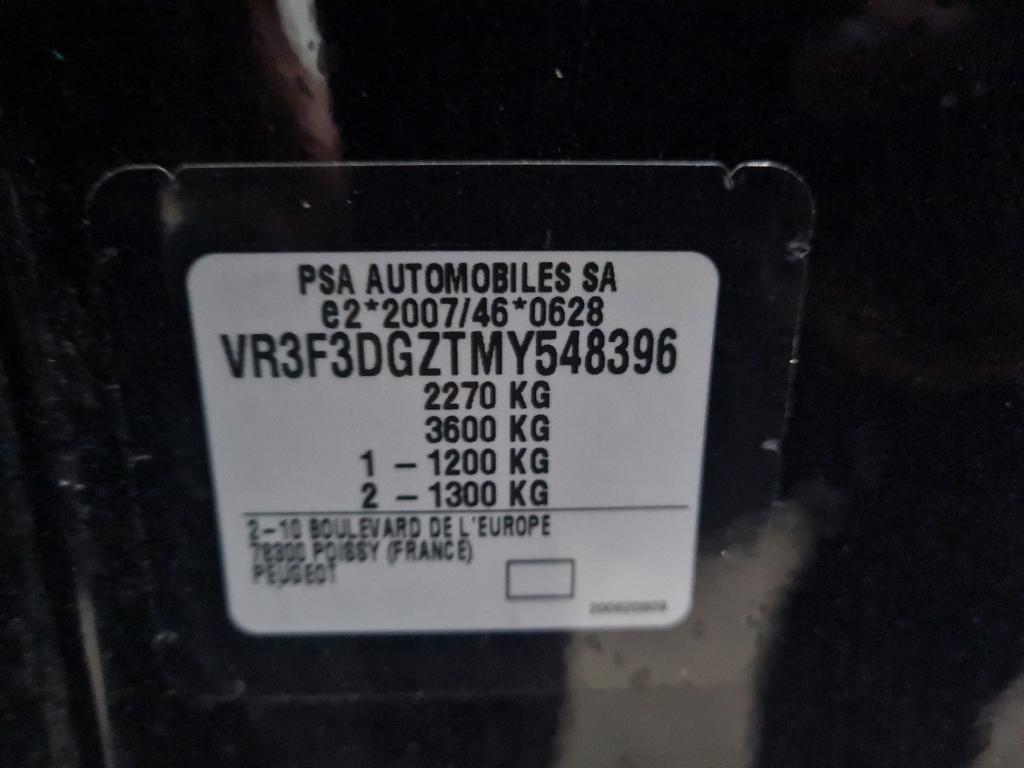 PSA AUTOMOBILES SA
e2*2007/46*0628
VR3F3DGZTMY548396
2270 KG
3600 KG
1 - 1200 KG
2 - 1300 KG
2-10 BOULEVARD DE L'EUROPE
78300 POISSY (FRANCE)
PEUGEOT